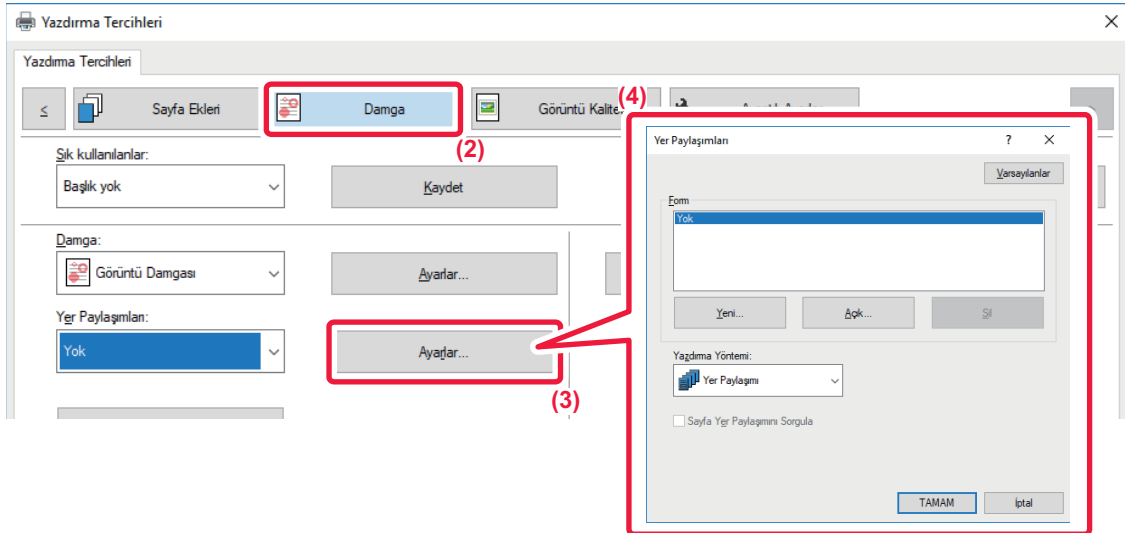 Yazdırma Tercihleri
Yazdırma Tercihleri
<
Sayfa Ekleri
Damga
Görüntü
(4)
(2)
Sık kullanılanlar:
Başlık yok
Kaydet
Damga:
Görüntü Damgası
Ayarlar...
Yer Paylaşımları:
Yok
Ayarlar...
(3)
Yer Paylaşımları
?
Varsayılanlar
Form
Yok
Yeni...
Açık...
Sil
Yazdırma Yöntemi:
Yer Paylaşımı
Sayfa Yer Paylaşımını Sorgula
TAMAM
İptal